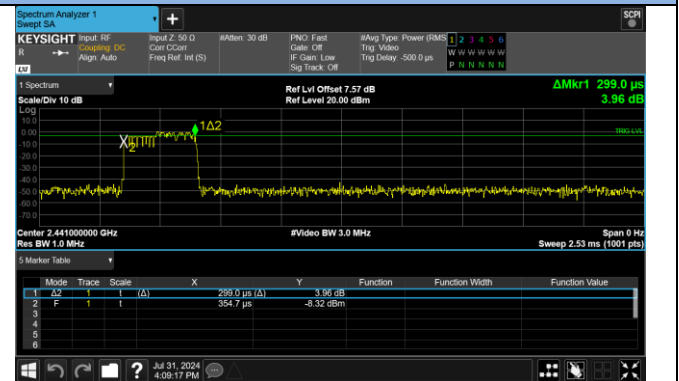 Spectrum Analyzer 1
Swept SA
+
SCPI
KEYSIGHT Input: RF Input Z: 50 Ω #Atten: 30 dB PNO: Fast #Avg Type: Power (RMS 1 2 3 4 5 6
R Coupling: DC Corr CCorr Gate: Off Trig: Video W W W W W W
Align: Auto Freq Ref: Int (S) IF Gain: Low Trig Delay: -500.0 µs P N N N N N
LXI Sig Track: Off
1 Spectrum Ref Lvl Offset 7.57 dB ΔMkr1 299.0 µs
Scale/Div 10 dB Ref Level 20.00 dBm 3.96 dB
Log
10.0
0.00
-10.0
-20.0
-30.0
-40.0
-50.0
-60.0
-70.0
1Δ2
X2
TRIG LVL
Center 2.441000000 GHz #Video BW 3.0 MHz Span 0 Hz
Res BW 1.0 MHz Sweep 2.53 ms (1001 pts)
5 Marker Table
Mode Trace Scale X Y Function Function Width Function Value
1 Δ2 1 t (Δ) 299.0 µs (Δ) 3.96 dB
2 F 1 t 354.7 µs -8.32 dBm
3
4
5
6
? Jul 31, 2024
4:09:17 PM